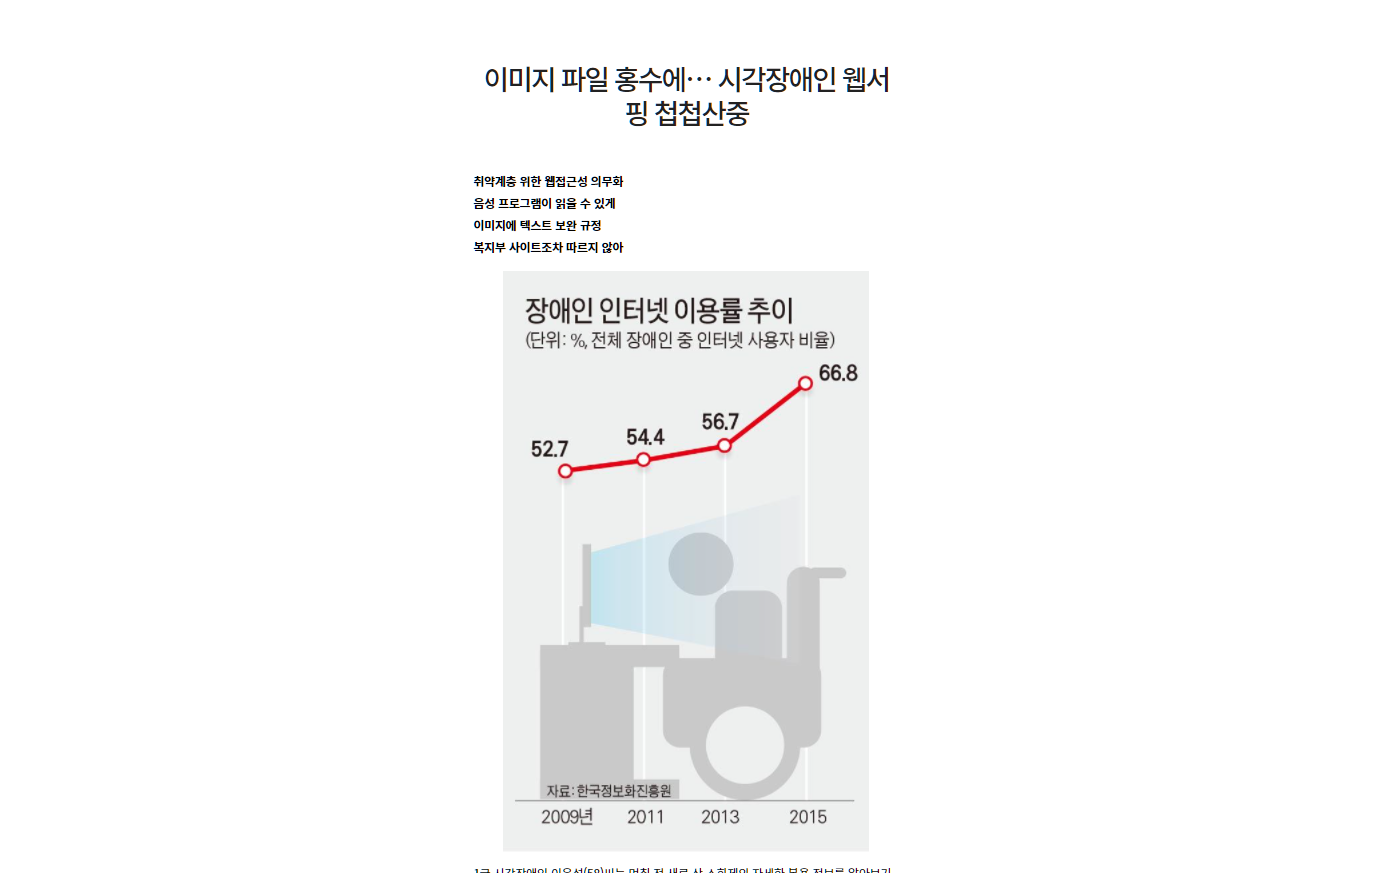 이미지 파일 홍수에… 시각장애인 웹서
핑 첩첩산중
취약계층 위한 웹접근성 의무화
음성 프로그램이 읽을 수 있게
이미지에 텍스트 보완 규정
복지부 사이트조차 따르지 않아
장애인 인터넷 이용률 추이
(단위: %, 전체 장애인 중 인터넷 사용자 비율)
66.8
56.7
54.4
52.7
자료: 한국정보화진흥원
2009년 2011 2013 2015